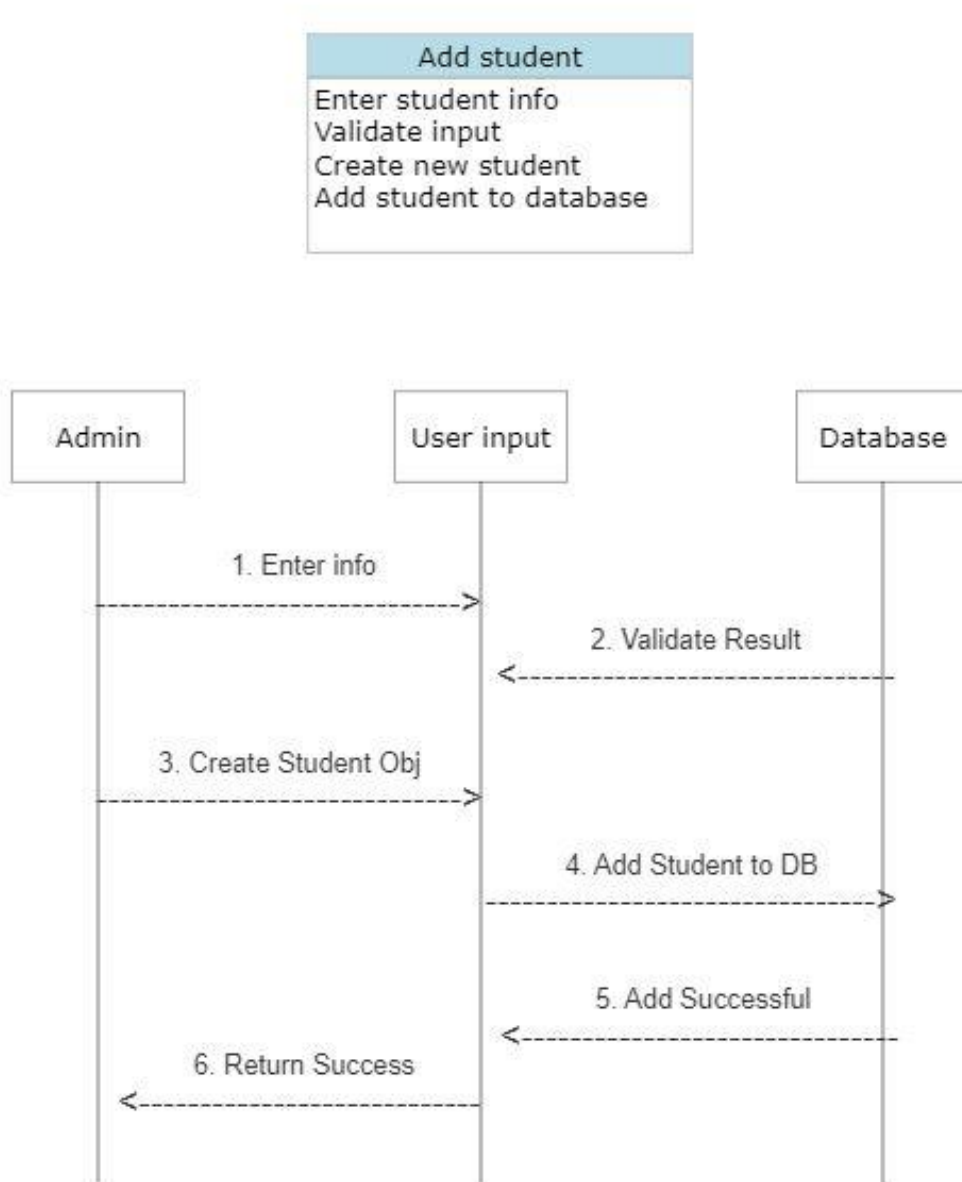 Add student
Enter student info
Validate input
Create new student
Add student to database
Admin
User input
Database
1. Enter info
2. Validate Result
3. Create Student Obj
4. Add Student to DB
5. Add Successful
6. Return Success